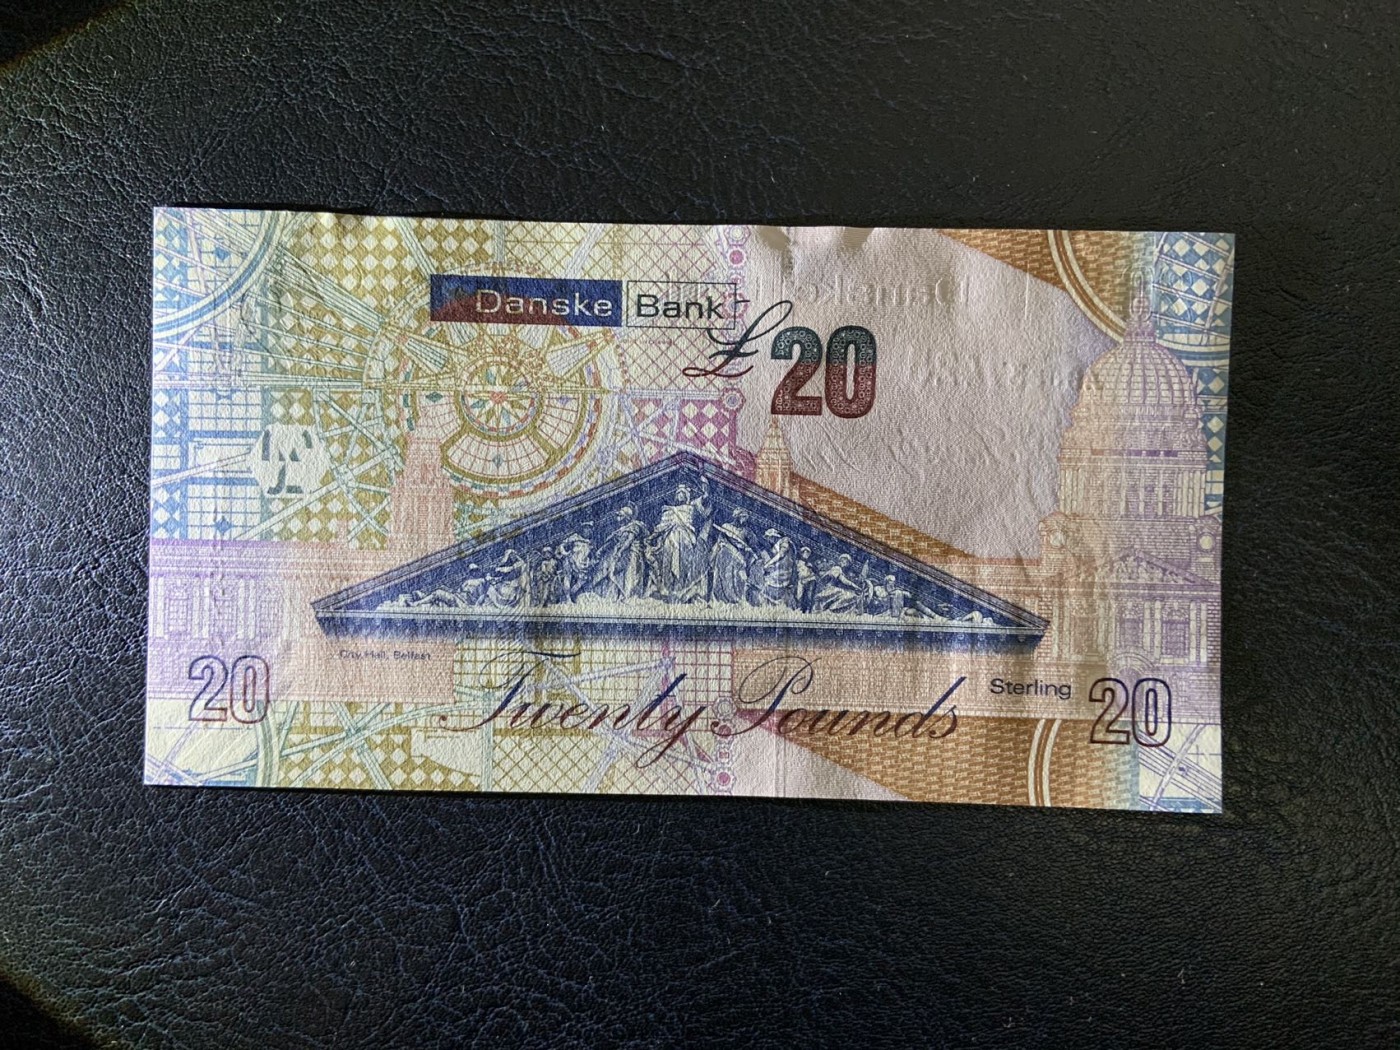 Danske Bank
£20
City Hall, Belfast
Twenty Pounds Sterling
20
20